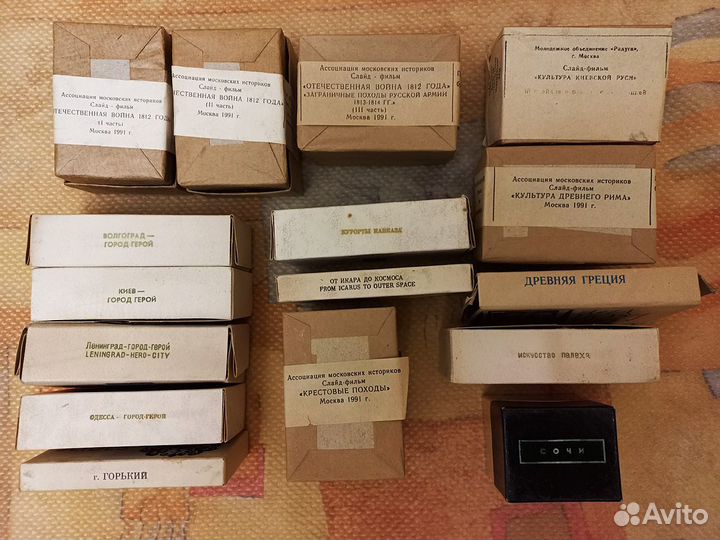 Ассоциация московских историков
Слайд - фильм
ТЕЧЕСТВЕННАЯ ВОЙНА 1812 ГОДА»
(I часть)
Москва 1991 г.
Ассоциация московских историков
Слайд - фильм
ЧЕСТВЕННАЯ ВОЙНА 1812 ГОДА»
(II часть)
Москва 1991 г.
Ассоциация московских историков
Слайд - фильм
«ОТЕЧЕСТВЕННАЯ ВОЙНА 1812 ГОДА»
«ЗАГРАНИЧНЫЕ ПОХОДЫ РУССКОЙ АРМИИ
1813-1814 ГГ.»
(III часть)
Москва 1991 г.
Молодежное объединение «Радуга»,
г. Москва
Слайд-фильм
«КУЛЬТУРА КИЕВСКОЙ РУСИ»
Ассоциация московских историков
Слайд-фильм
«КУЛЬТУРА ДРЕВНЕГО РИМА»
Москва 1991 г.
ВОЛГОГРАД —
ГОРОД-ГЕРОЙ
КИЕВ —
ГОРОД ГЕРОЙ
Ленинград-город-герой
LENINGRAD-HERO-CITY
ОДЕССА - ГОРОД-ГЕРОЙ
г. ГОРЬКИЙ
КУРОРТЫ КАВКАЗА
ОТ ИКАРА ДО КОСМОСА
FROM ICARUS TO OUTER SPACE
Ассоциация московских историков
Слайд-фильм
«КРЕСТОВЫЕ ПОХОДЫ»
Москва 1991 г.
ДРЕВНЯЯ ГРЕЦИЯ
искусство палеха
СОЧИ
Avito